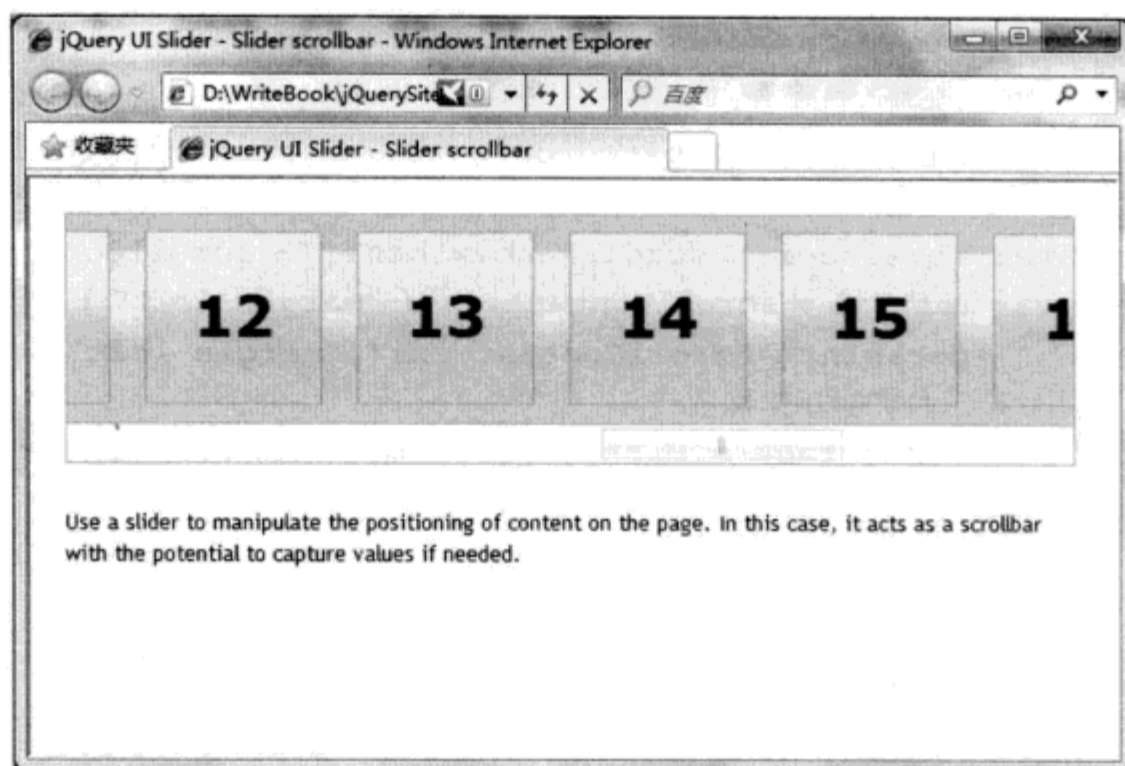 jQuery UI Slider - Slider scrollbar - Windows Internet Explorer
D:\WriteBook\jQuerySite
百度
收藏夹
jQuery UI Slider - Slider scrollbar
12 13 14 15 1
Use a slider to manipulate the positioning of content on the page. In this case, it acts as a scrollbar
with the potential to capture values if needed.